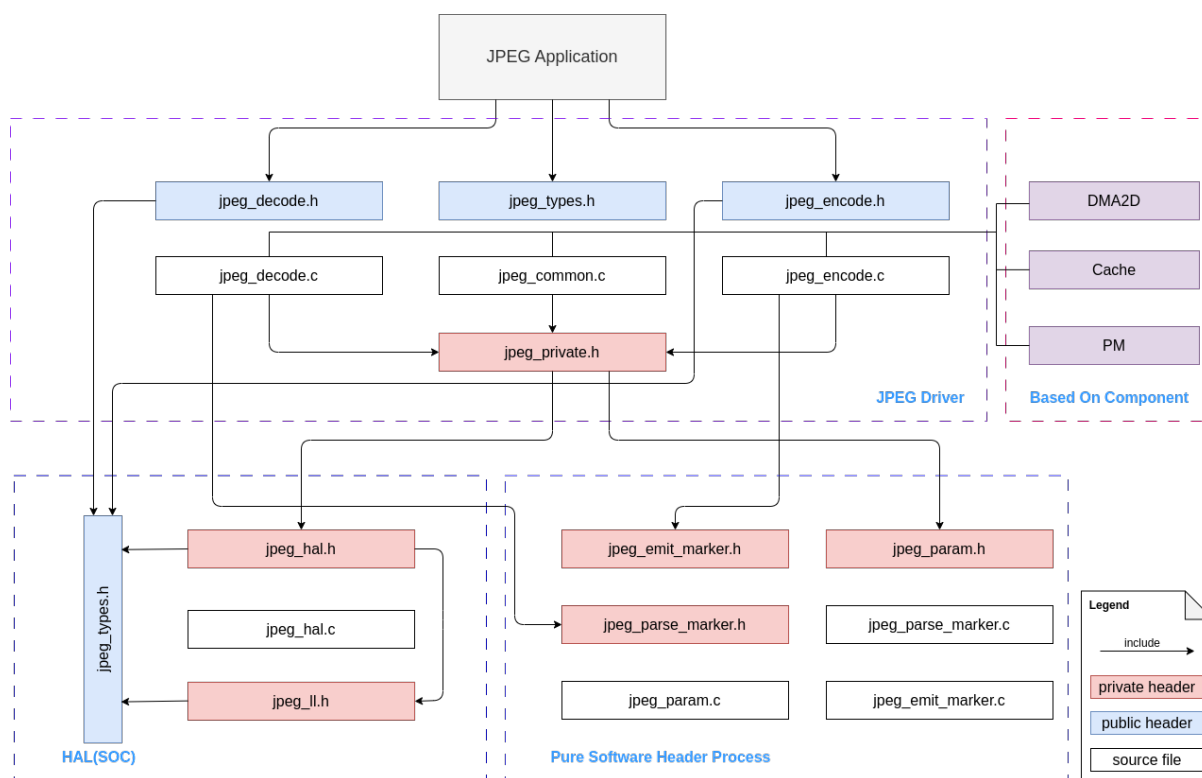 JPEG Application
jpeg_decode.h
jpeg_types.h
jpeg_encode.h
DMA2D
jpeg_decode.c
jpeg_common.c
jpeg_encode.c
Cache
jpeg_private.h
PM
JPEG Driver
Based On Component
jpeg_types.h
jpeg_hal.h
jpeg_hal.c
jpeg_ll.h
HAL(SOC)
jpeg_emit_marker.h
jpeg_param.h
jpeg_parse_marker.h
jpeg_parse_marker.c
jpeg_param.c
jpeg_emit_marker.c
Pure Software Header Process
Legend
include
private header
public header
source file